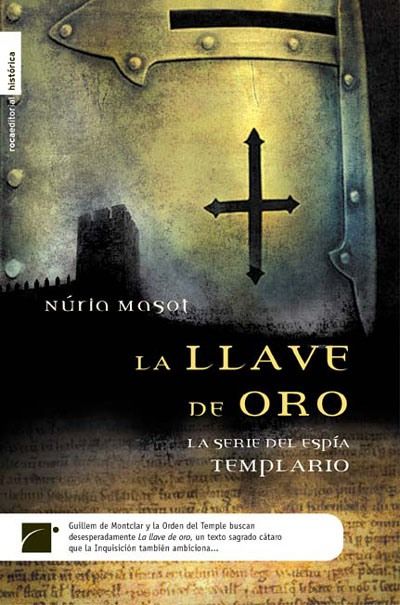 rocaeditorial histórica
Núria Masot
LA LLAVE
DE ORO
LA SERIE DEL ESPÍA
TEMPLARIO
Guillem de Montclar y la Orden del Temple buscan
desesperadamente La llave de oro, un texto sagrado cátaro
que la Inquisición también ambiciona...